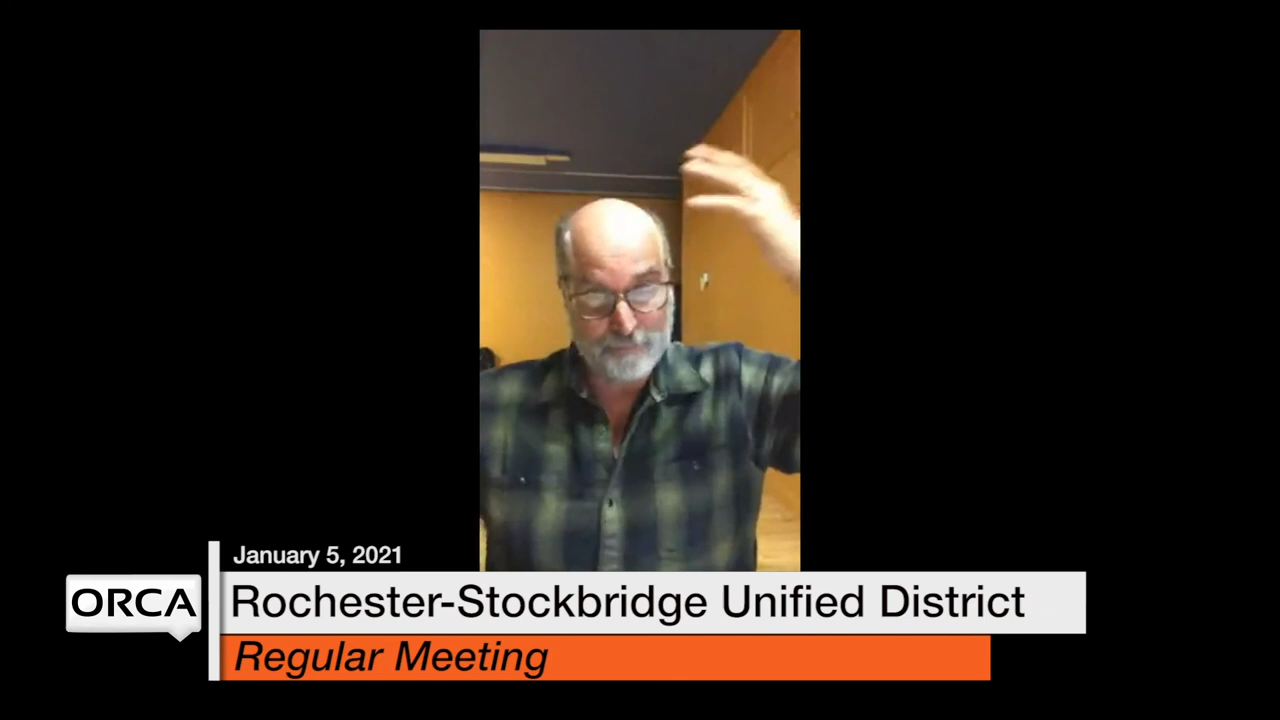 January 5, 2021
ORCA
Rochester-Stockbridge Unified District
Regular Meeting